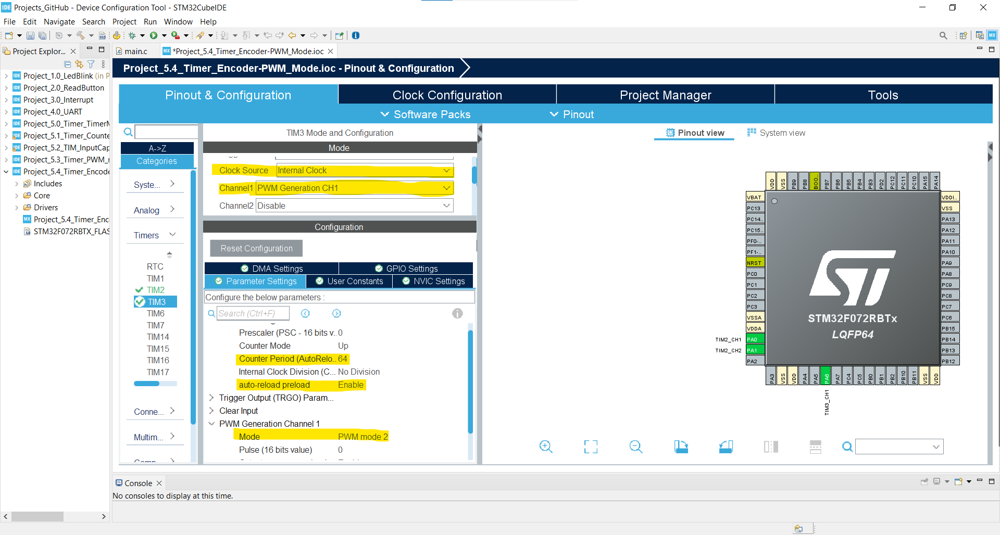 Projects_GitHub - Device Configuration Tool - STM32CubeIDE
File Edit Navigate Search Project Run Window Help
Project Explor...
main.c
*Project_5.4_Timer_Encoder-PWM_Mode.ioc
Project_1.0_LedBlink (in P
Project_2.0_ReadButton
Project_3.0_Interrupt
Project_4.0_UART
Project_5.0_Timer_TimerM
Project_5.1_Timer_Counte
Project_5.2_TIM_InputCap
Project_5.3_Timer_PWM_
Project_5.4_Timer_Encode
Includes
Core
Drivers
Project_5.4_Timer_Enc
STM32F072RBTX_FLAS
Project_5.4_Timer_Encoder-PWM_Mode.ioc - Pinout & Configuration
Pinout & Configuration
Clock Configuration
Project Manager
Tools
Software Packs
Pinout
A->Z
Categories
Syste...
Analog
Timers
RTC
TIM1
TIM2
TIM3
TIM6
TIM7
TIM14
TIM15
TIM16
TIM17
Conne...
Multim...
TIM3 Mode and Configuration
Mode
Clock Source Internal Clock
Channel1 PWM Generation CH1
Channel2 Disable
Configuration
Reset Configuration
DMA Settings
GPIO Settings
Parameter Settings
User Constants
NVIC Settings
Configure the below parameters :
Search (Ctrl+F)
Prescaler (PSC - 16 bits v.. 0
Counter Mode Up
Counter Period (AutoRelo.. 64
Internal Clock Division (C... No Division
auto-reload preload Enable
Trigger Output (TRGO) Param...
Clear Input
PWM Generation Channel 1
Mode PWM mode 2
Pulse (16 bits value) 0
Pinout view
System view
VDD
VSS
PB9
PB8
BOO..
PB7
PB6
PB5
PB4
PB3
PD2
PC12
PC11
PC10
PA15
PA14
VBAT
PC13
PC14..
PC15..
PF0-..
PF1-..
NRST
PC0
PC1
PC2
PC3
VSSA
VDDA
TIM2_CH1 PA0
TIM2_CH2 PA1
PA2
STM32F072RBTx
LQFP64
VDDI..
VSS
PA13
PA12
PA11
PA10
PA9
PA8
PC9
PC8
PC7
PC6
PB15
PB14
PB13
PB12
PA3
VSS
VDD
PA4
PA5
PA6
PA7
PC4
PC5
PB0
PB1
PB2
PB10
PB11
VSS
VDD
TIM3_CH1
Console
No consoles to display at this time.